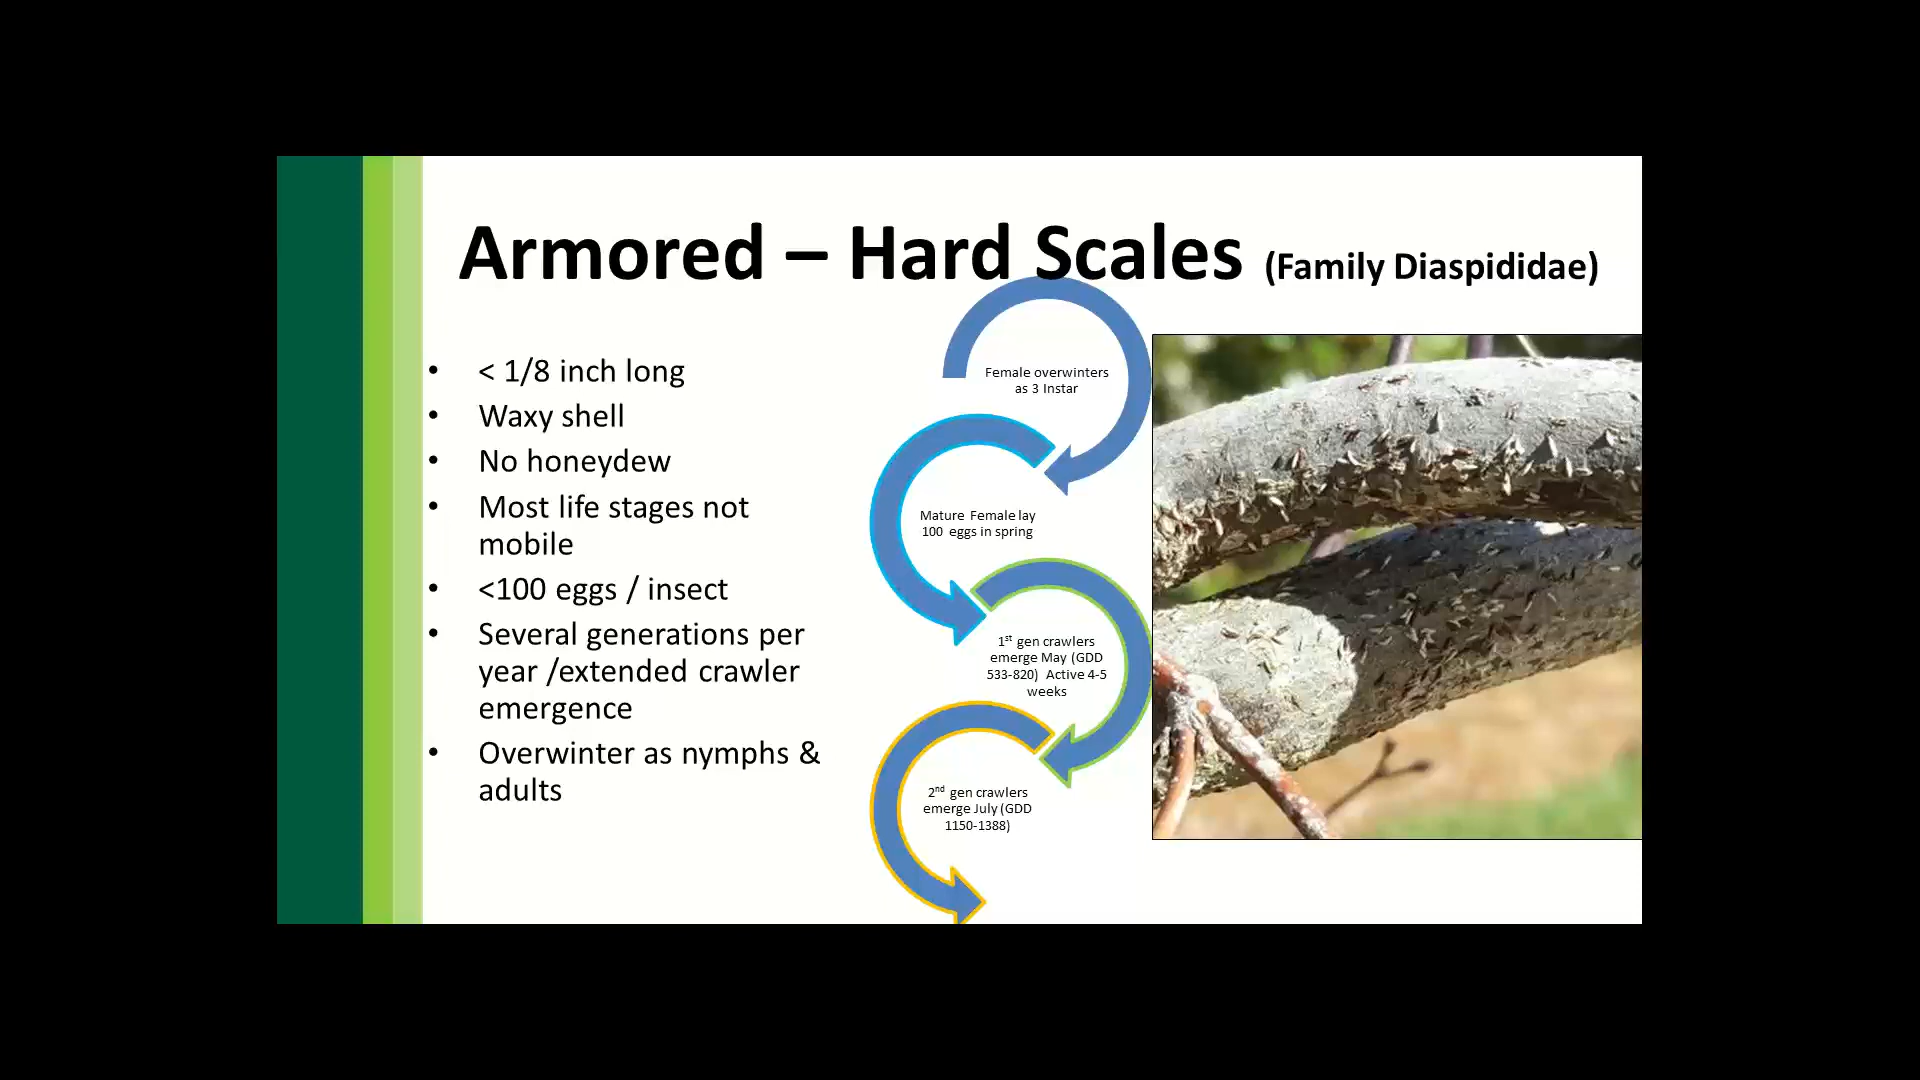 Armored – Hard Scales (Family Diaspididae)
• < 1/8 inch long
• Waxy shell
• No honeydew
• Most life stages not
mobile
• <100 eggs / insect
• Several generations per
year /extended crawler
emergence
• Overwinter as nymphs &
adults
Female overwinters
as 3 Instar
Mature Female lay
100 eggs in spring
1st gen crawlers
emerge May (GDD
533-820) Active 4-5
weeks
2nd gen crawlers
emerge July (GDD
1150-1388)